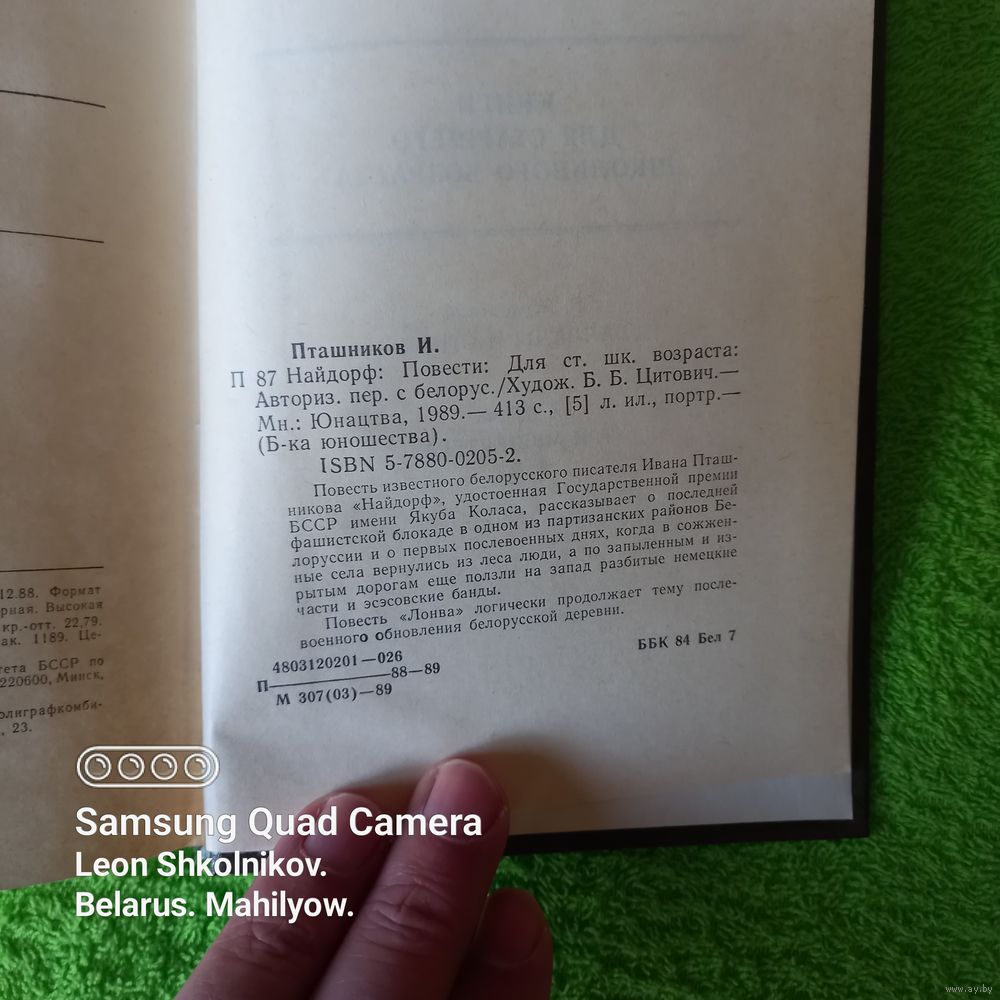 Пташников И.
П 87 Найдорф: Повести: Для ст. шк. возраста:
Авториз. пер. с белорус./Худож. Б. Б. Цитович.—
Мн.: Юнацтва, 1989.— 413 с., [5] л. ил., портр.—
(Б-ка юношества).
ISBN 5-7880-0205-2.
Повесть известного белорусского писателя Ивана Пташ-
никова «Найдорф», удостоенная Государственной премии
БССР имени Якуба Коласа, рассказывает о последней
фашистской блокаде в одном из партизанских районов Бе-
лоруссии и о первых послевоенных днях, когда в сожжен-
ные села вернулись из леса люди, а по запыленным и из-
рытым дорогам еще ползли на запад разбитые немецкие
части и эсэсовские банды.
Повесть «Лонва» логически продолжает тему после-
военного обновления белорусской деревни.
4803120201—026
П 88—89
М 307(03)—89
ББК 84 Бел 7
12.88. Формат
рная. Высокая
кр.-отт. 22,79.
ак. 1189. Це-
тета БССР по
220600, Минск,
олиграфкомби-
, 23.
Samsung Quad Camera
Leon Shkolnikov.
Belarus. Mahilyow.
www.ay.by